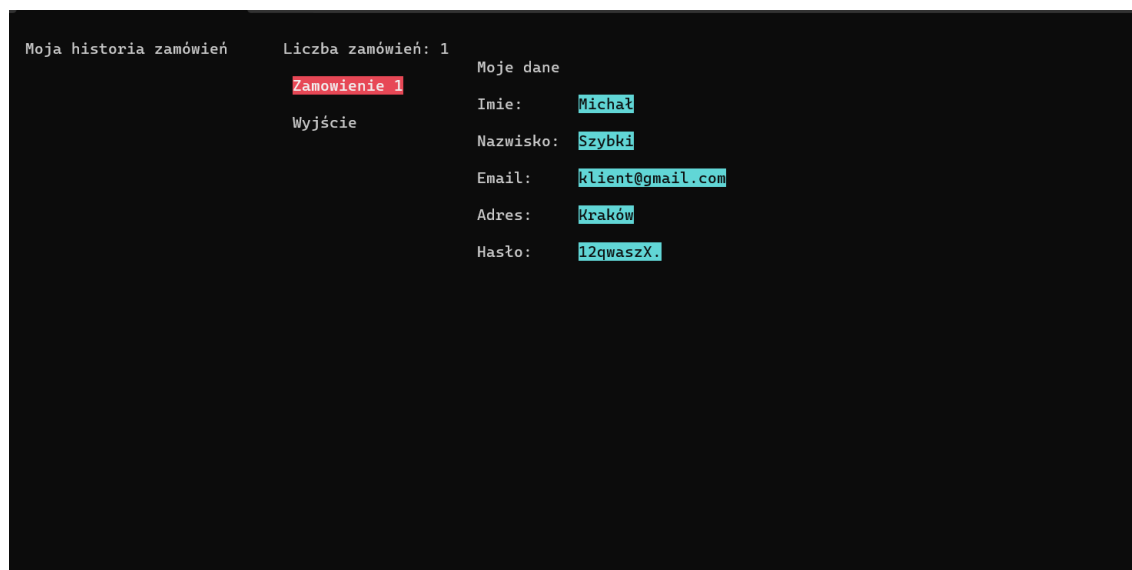 Moja historia zamówień
Liczba zamówień: 1
Zamowienie 1
Wyjście
Moje dane
Imie: Michał
Nazwisko: Szybki
Email: klient@gmail.com
Adres: Kraków
Hasło: 12qwaszX.